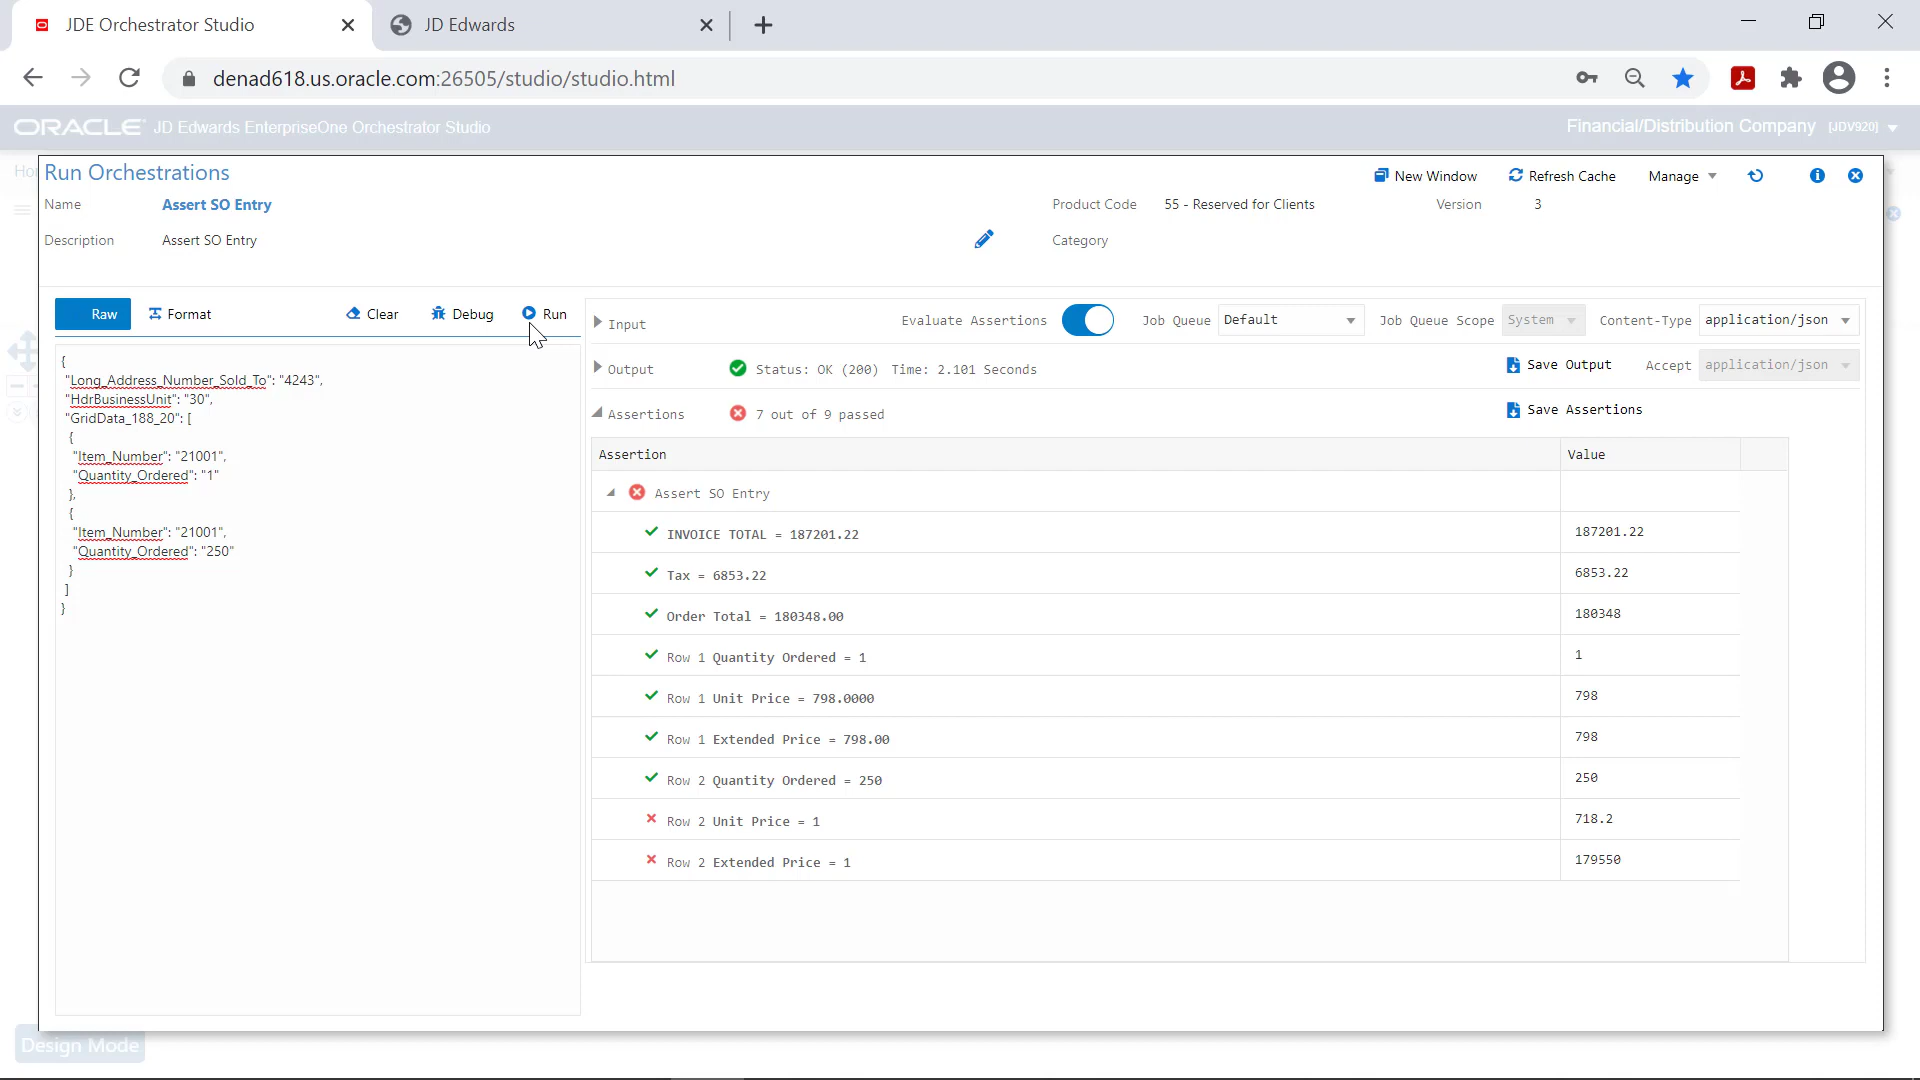 JDE Orchestrator Studio
JD Edwards
denad618.us.oracle.com:26505/studio/studio.html
ORACLE JD Edwards EnterpriseOne Orchestrator Studio
Financial/Distribution Company [JDV920]
Run Orchestrations
New Window Refresh Cache Manage
Name Assert SO Entry
Product Code 55 - Reserved for Clients Version 3
Description Assert SO Entry
Category
Raw Format Clear Debug Run
{
"Long_Address_Number_Sold_To": "4243",
"HdrBusinessUnit": "30",
"GridData_188_20": [
{
"Item_Number": "21001",
"Quantity_Ordered": "1"
},
{
"Item_Number": "21001",
"Quantity_Ordered": "250"
}
]
}
Input Evaluate Assertions Job Queue Default Job Queue Scope System Content-Type application/json
Output Status: OK (200) Time: 2.101 Seconds Save Output Accept application/json
Assertions 7 out of 9 passed Save Assertions
Assertion Value
Assert SO Entry
INVOICE TOTAL = 187201.22 187201.22
Tax = 6853.22 6853.22
Order Total = 180348.00 180348
Row 1 Quantity Ordered = 1 1
Row 1 Unit Price = 798.0000 798
Row 1 Extended Price = 798.00 798
Row 2 Quantity Ordered = 250 250
Row 2 Unit Price = 1 718.2
Row 2 Extended Price = 1 179550
Design Mode